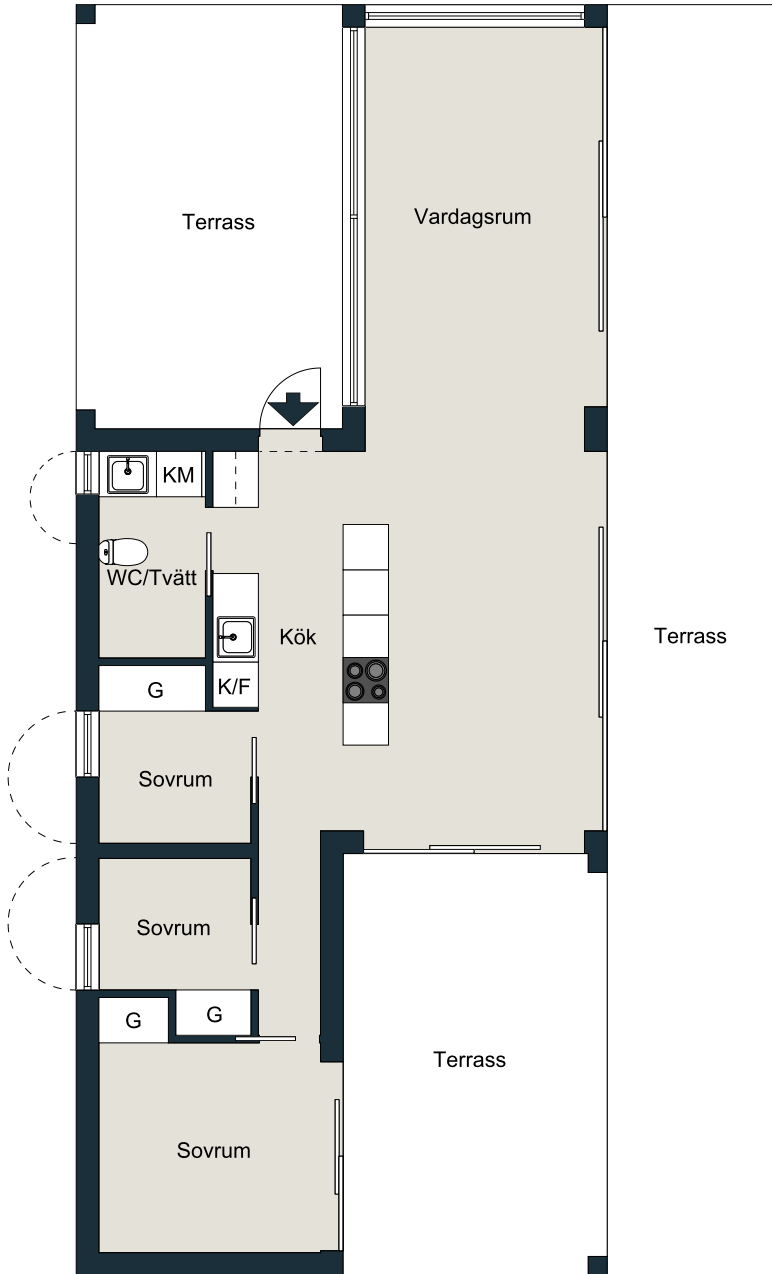 Terrass
Vardagsrum
KM
WC/Tvätt
Kök
Terrass
K/F
G
Sovrum
Sovrum
G
G
Terrass
Sovrum